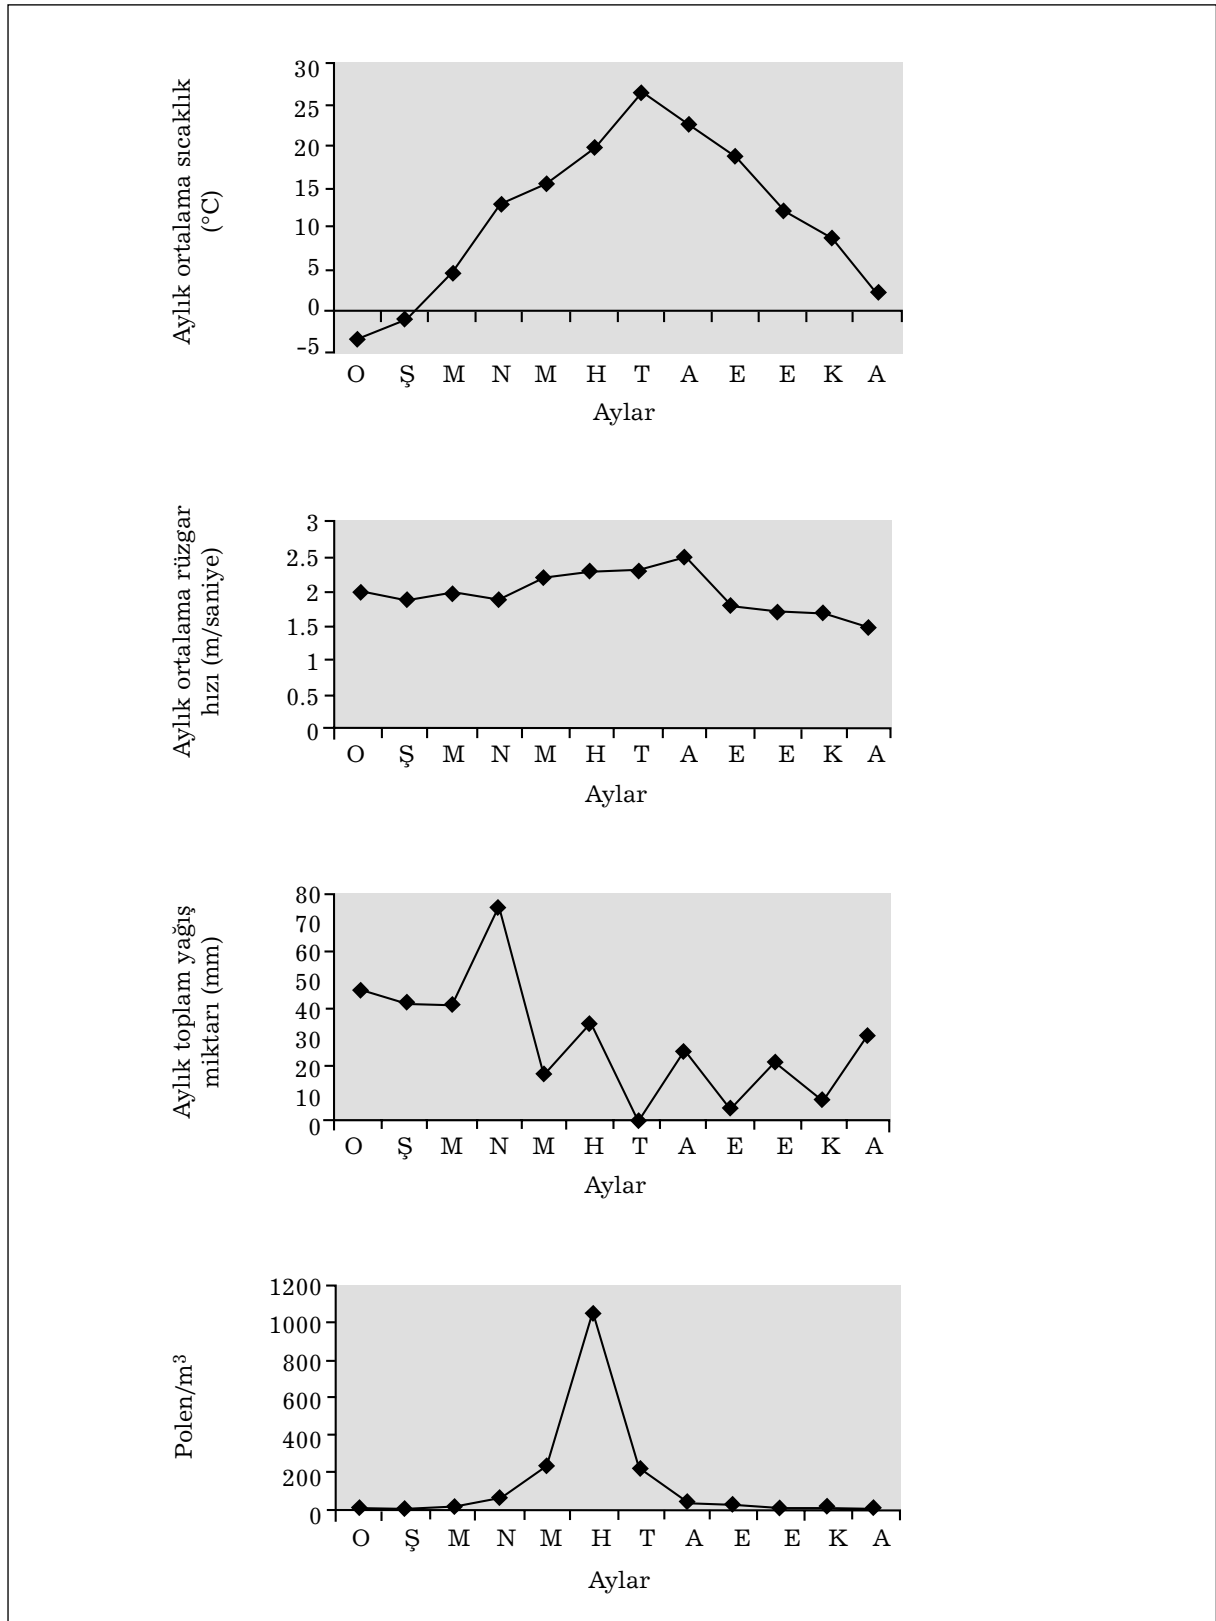 Aylık ortalama sıcaklık
(°C)
30
25
20
15
10
5
0
-5
O Ş M N M H T A E E K A
Aylar
Aylık ortalama rüzgar
hızı (m/saniye)
3
2.5
2
1.5
1
0.5
0
O Ş M N M H T A E E K A
Aylar
Aylık toplam yağış
miktarı (mm)
80
70
60
50
40
30
20
10
0
O Ş M N M H T A E E K A
Aylar
Polen/m³
1200
1000
800
600
400
200
0
O Ş M N M H T A E E K A
Aylar